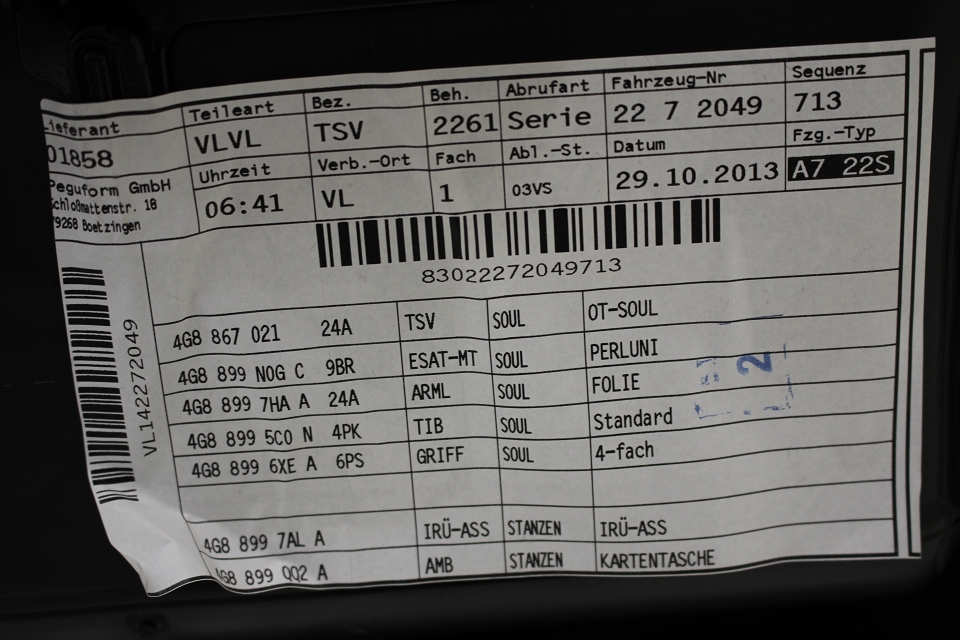 Lieferant Teileart Bez. Beh. Abrufart Fahrzeug-Nr Sequenz
01858 VLVL TSV 2261 Serie 22 7 2049 713
Peguform GmbH Uhrzeit Verb.-Ort Fach Abl.-St. Datum Fzg.-Typ
Schloßmattenstr. 18 06:41 VL 1 03VS 29.10.2013 A7 22S
79268 Boetzingen
83022272049713
VL142272049
4G8 867 021 24A TSV SOUL OT-SOUL
4G8 899 NOG C 9BR ESAT-MT SOUL PERLUNI
4G8 899 7HA A 24A ARML SOUL FOLIE
4G8 899 5C0 N 4PK TIB SOUL Standard
4G8 899 6XE A 6PS GRIFF SOUL 4-fach
4G8 899 7AL A IRÜ-ASS STANZEN IRÜ-ASS
4G8 899 QQ2 A AMB STANZEN KARTENTASCHE
2